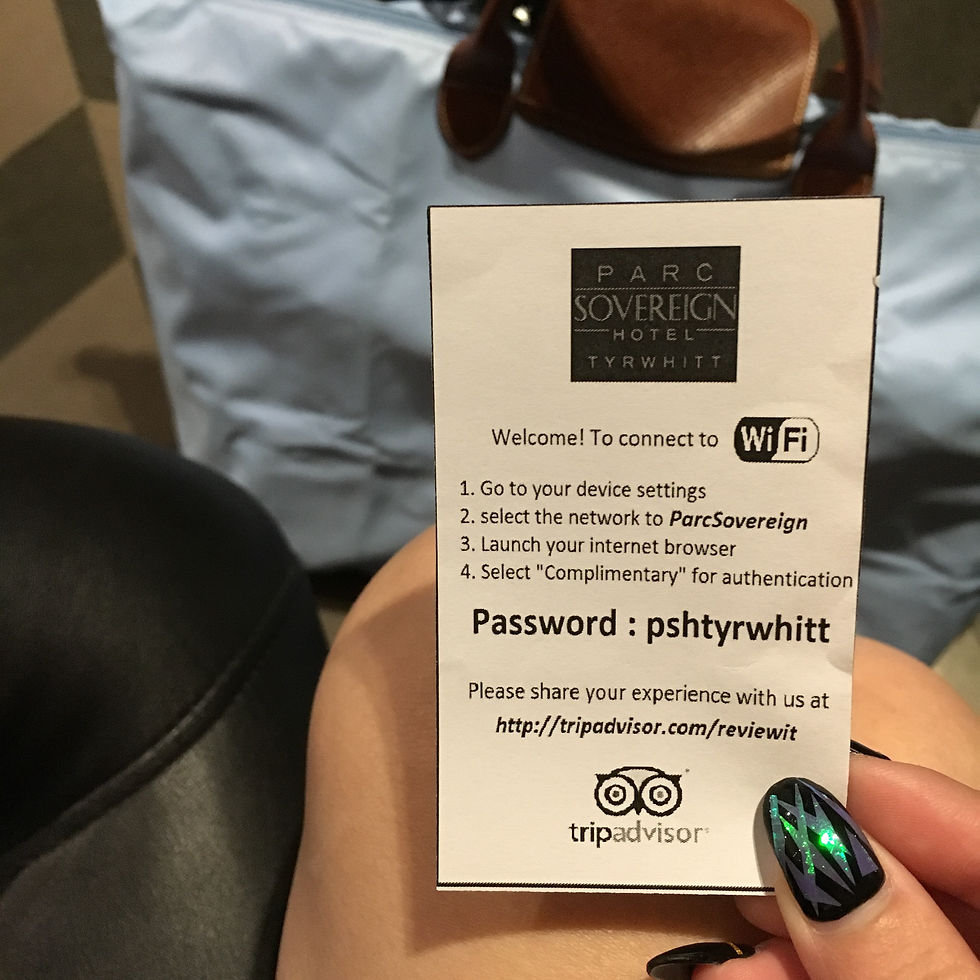 PARC
SOVEREIGN
HOTEL
TYRWHITT
Welcome! To connect to Wi Fi
1. Go to your device settings
2. select the network to ParcSovereign
3. Launch your internet browser
4. Select "Complimentary" for authentication
Password : pshtyrwhitt
Please share your experience with us at
http://tripadvisor.com/reviewit
tripadvisor